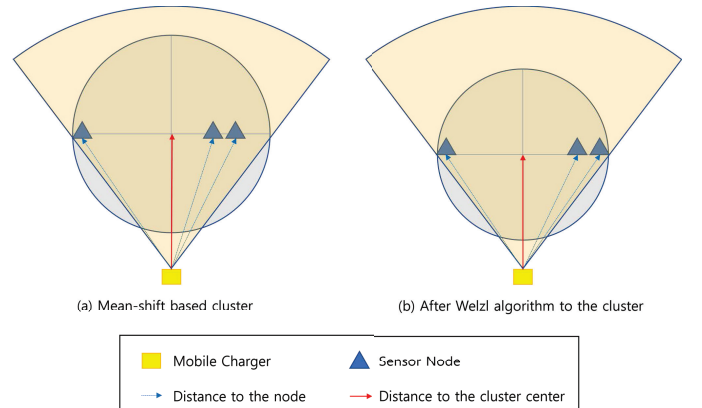 (a) Mean-shift based cluster
(b) After Welzl algorithm to the cluster
Mobile Charger
Sensor Node
Distance to the node
Distance to the cluster center